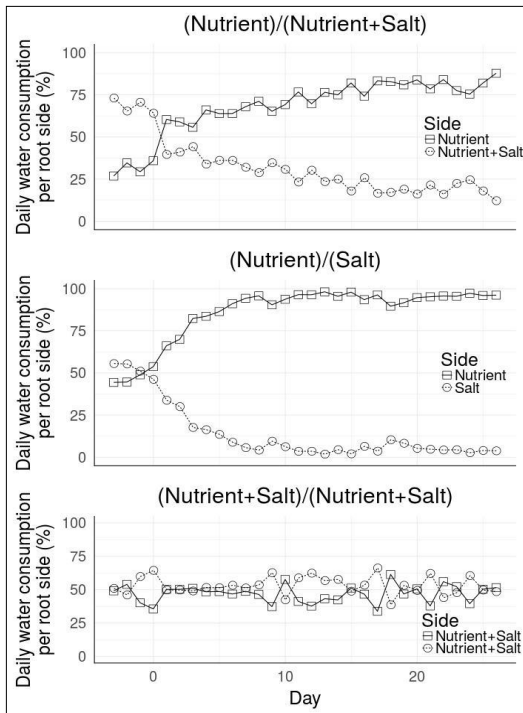 (Nutrient)/(Nutrient+Salt)
Daily water consumption
per root side (%)
100
75
50
25
0
Side
Nutrient
Nutrient+Salt
(Nutrient)/(Salt)
Daily water consumption
per root side (%)
100
75
50
25
0
Side
Nutrient
Salt
(Nutrient+Salt)/(Nutrient+Salt)
Daily water consumption
per root side (%)
100
75
50
25
0
Side
Nutrient+Salt
Nutrient+Salt
0 10 20
Day